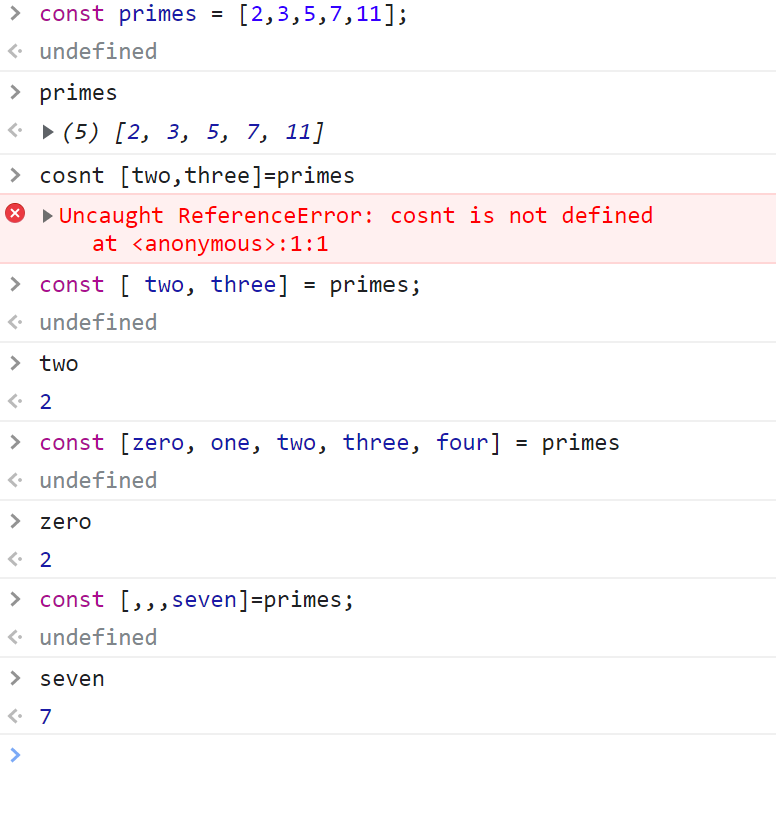 const primes = [2,3,5,7,11];
undefined
primes
(5) [2, 3, 5, 7, 11]
cosnt [two,three]=primes
Uncaught ReferenceError: cosnt is not defined
at <anonymous>:1:1
const [ two, three] = primes;
undefined
two
2
const [zero, one, two, three, four] = primes
undefined
zero
2
const [,,,seven]=primes;
undefined
seven
7